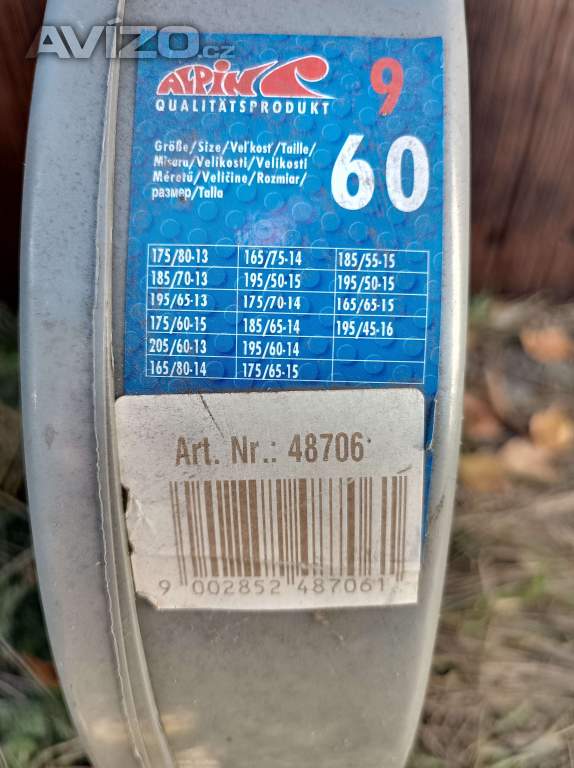 AVÍZO.cz
ALPIN
QUALITÄTSPRODUKT
9
60
Größe/Size/Veľkosť/Taille/
Misura/Velikosti/Velikosti
Méretű/Veličine/Rozmiar/
размер/Talla
175/80-13 165/75-14 185/55-15
185/70-13 195/50-15 195/50-15
195/65-13 175/70-14 165/65-15
175/60-15 185/65-14 195/45-16
205/60-13 195/60-14
165/80-14 175/65-15
Art. Nr.: 48706
9 002852 487061